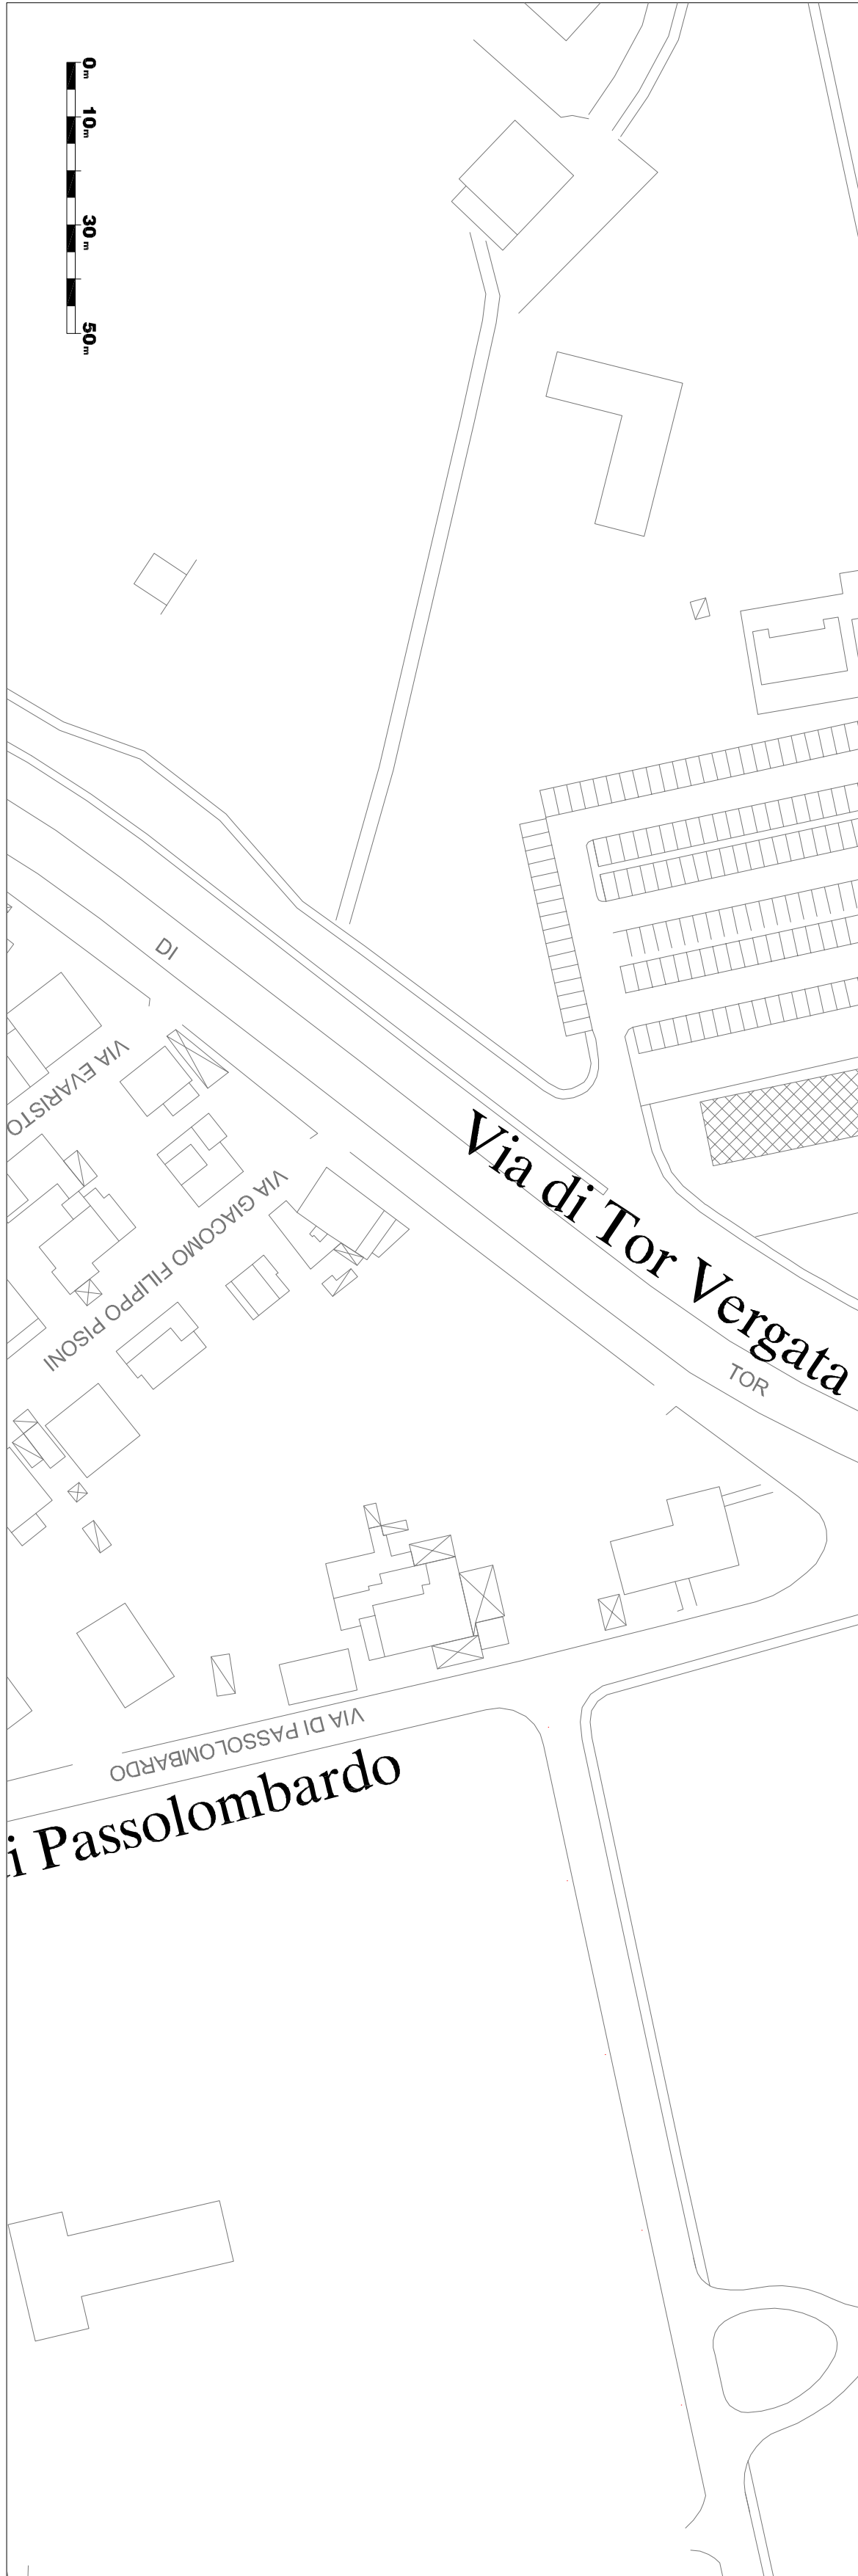 0m
10m
30m
50m
DI
VIA EVARISTO
Via di Tor Vergata
VIA GIACOMO FILIPPO PISONI
TOR
VIA DI PASSOLOMBARDO
i Passolombardo